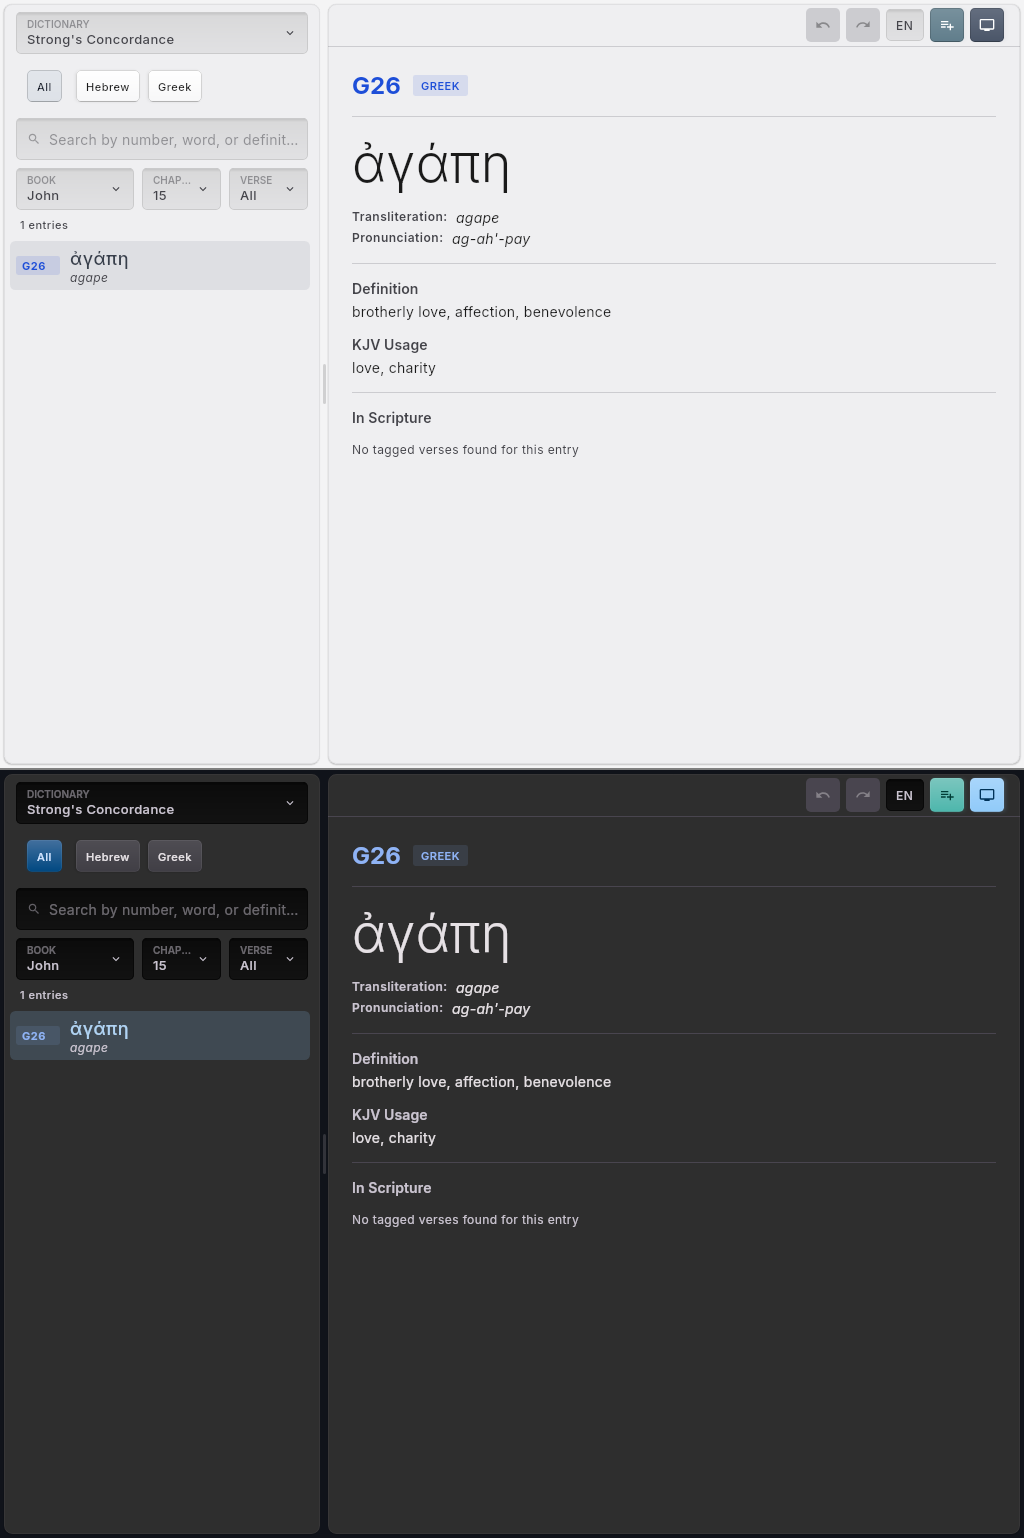 DICTIONARY
Strong's Concordance
All Hebrew Greek
Search by number, word, or definit...
BOOK CHAP... VERSE
John 15 All
1 entries
G26 ἀγάπη
agape
EN
G26 GREEK
ἀγάπη
Transliteration: agape
Pronunciation: ag-ah'-pay
Definition
brotherly love, affection, benevolence
KJV Usage
love, charity
In Scripture
No tagged verses found for this entry
DICTIONARY
Strong's Concordance
All Hebrew Greek
Search by number, word, or definit...
BOOK CHAP... VERSE
John 15 All
1 entries
G26 ἀγάπη
agape
EN
G26 GREEK
ἀγάπη
Transliteration: agape
Pronunciation: ag-ah'-pay
Definition
brotherly love, affection, benevolence
KJV Usage
love, charity
In Scripture
No tagged verses found for this entry